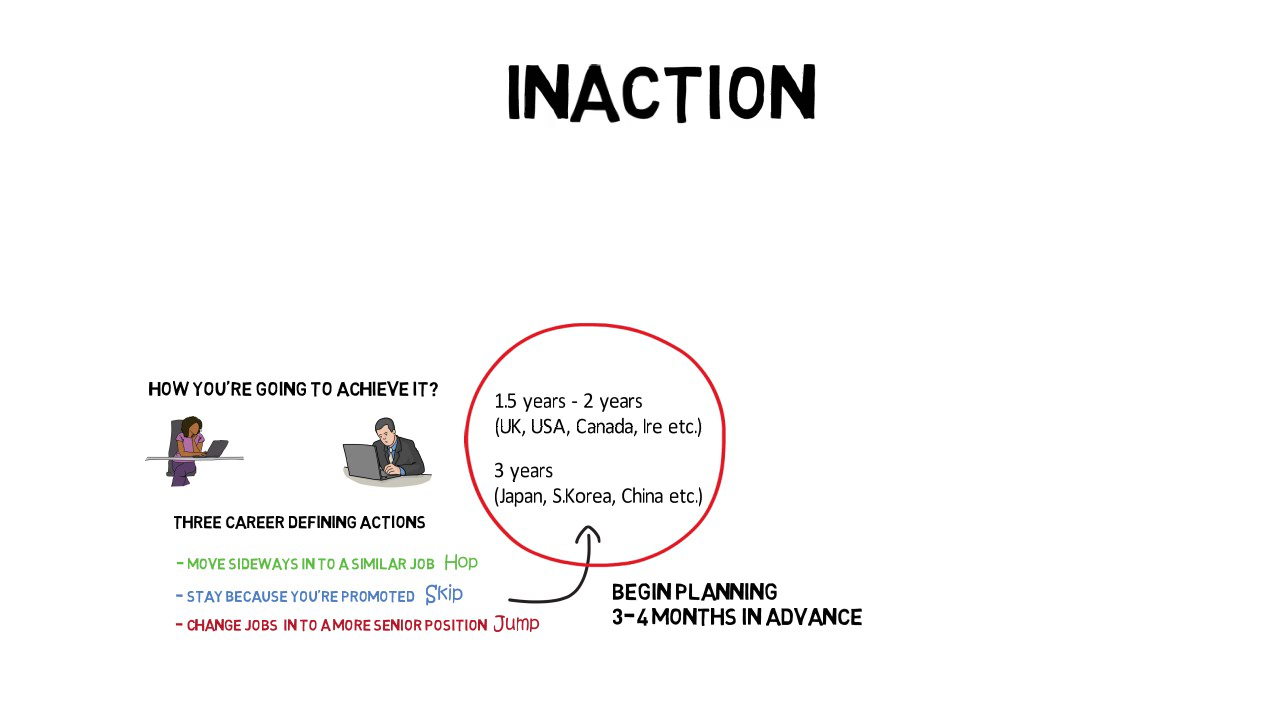 INACTION
HOW YOU'RE GOING TO ACHIEVE IT?
1.5 years - 2 years
(UK, USA, Canada, Ire etc.)
3 years
(Japan, S.Korea, China etc.)
THREE CAREER DEFINING ACTIONS
- MOVE SIDEWAYS IN TO A SIMILAR JOB Hop
- STAY BECAUSE YOU'RE PROMOTED Skip
- CHANGE JOBS IN TO A MORE SENIOR POSITION Jump
BEGIN PLANNING
3-4 MONTHS IN ADVANCE